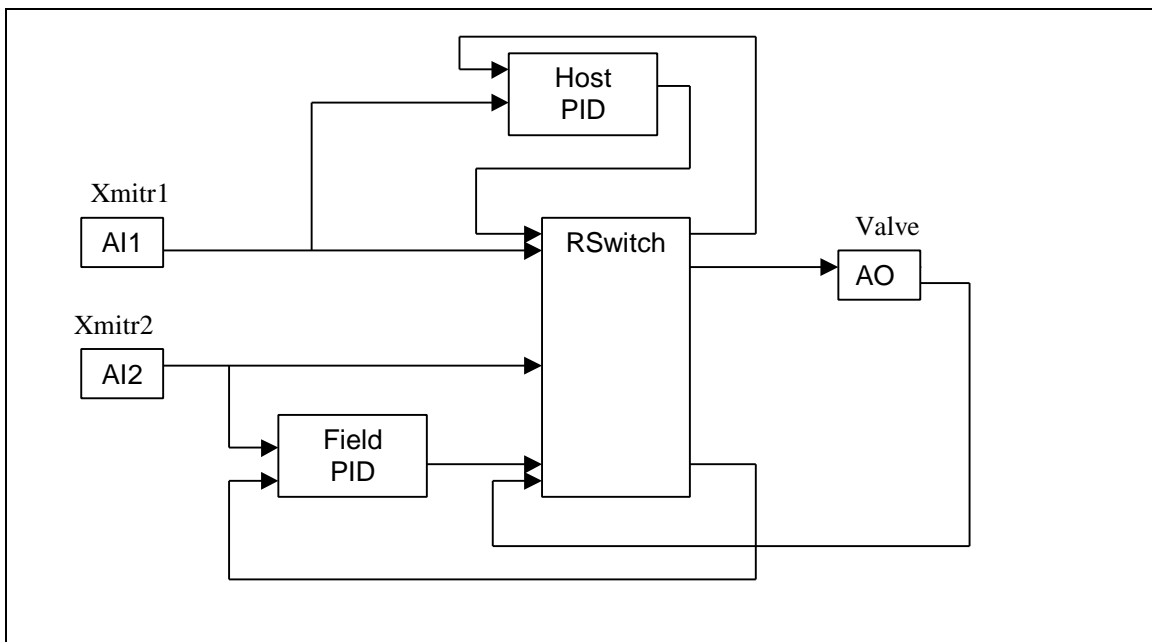 Host
PID
Xmitr1
AI1
RSwitch
Valve
AO
Xmitr2
AI2
Field
PID